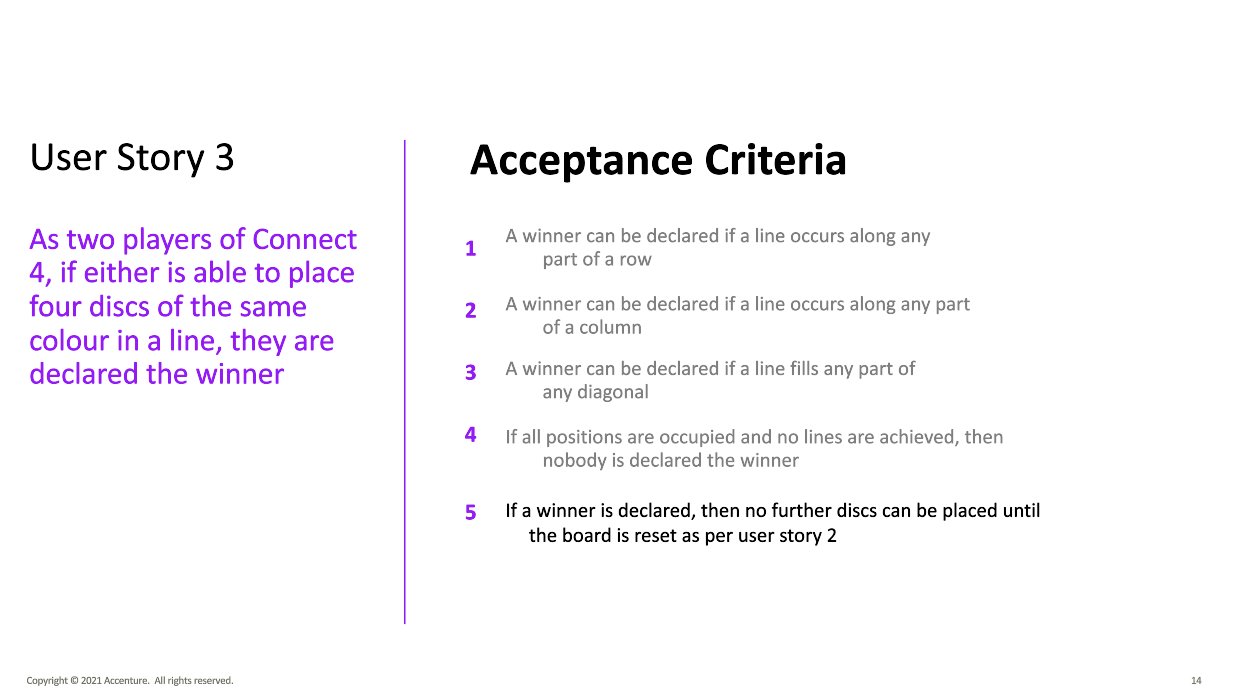 User Story 3
As two players of Connect
4, if either is able to place
four discs of the same
colour in a line, they are
declared the winner
Acceptance Criteria
1 A winner can be declared if a line occurs along any
part of a row
2 A winner can be declared if a line occurs along any part
of a column
3 A winner can be declared if a line fills any part of
any diagonal
4 If all positions are occupied and no lines are achieved, then
nobody is declared the winner
5 If a winner is declared, then no further discs can be placed until
the board is reset as per user story 2
Copyright © 2021 Accenture. All rights reserved.
14